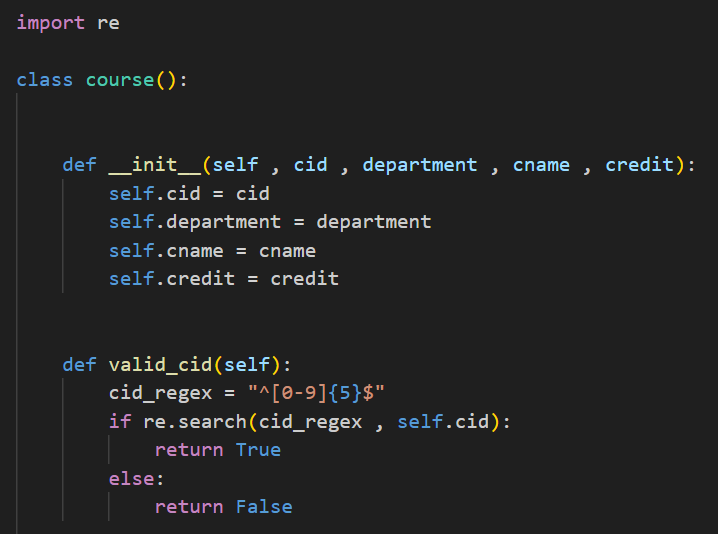 import re
class course():
def __init__(self , cid , department , cname , credit):
self.cid = cid
self.department = department
self.cname = cname
self.credit = credit
def valid_cid(self):
cid_regex = "^[0-9]{5}$"
if re.search(cid_regex , self.cid):
return True
else:
return False